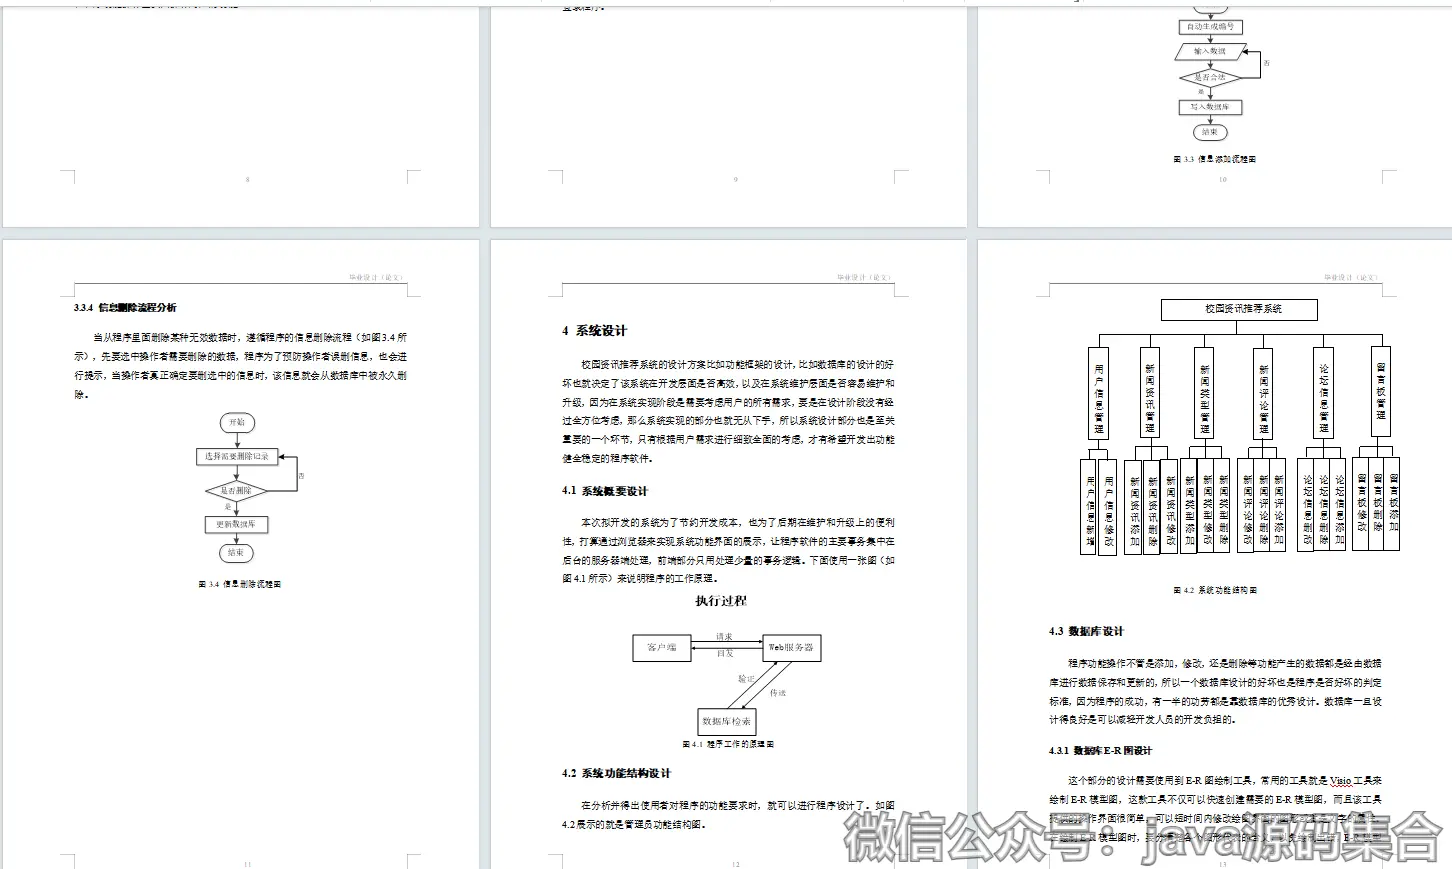 登录程序。
自动生成编号
输入数据
是否合法
否
是
写入数据库
结束
图 3.3 信息添加流程图
8
9
10
毕业设计（论文）
3.3.4 信息删除流程分析
当从程序里面删除某种无效数据时，遵循程序的信息删除流程（如图3.4 所
示），先要选中操作者需要删除的数据，程序为了预防操作者误删信息，也会进
行提示，当操作者真正确定要删选中的信息时，该信息就会从数据库中被永久删
除。
开始
选择需要删除记录
是否删除
否
是
更新数据库
结束
图 3.4 信息删除流程图
11
毕业设计（论文）
4 系统设计
校园资讯推荐系统的设计方案比如功能框架的设计，比如数据库的设计的好
坏也就决定了该系统在开发层面是否高效，以及在系统维护层面是否容易维护和
升级，因为在系统实现阶段是需要考虑用户的所有需求，要是在设计阶段没有经
过全方位考虑，那么系统实现的部分也就无从下手，所以系统设计部分也是至关
重要的一个环节，只有根据用户需求进行细致全面的考虑，才有希望开发出功能
健全稳定的程序软件。
4.1 系统概要设计
本次拟开发的系统为了节约开发成本，也为了后期在维护和升级上的便利
性，打算通过浏览器来实现系统功能界面的展示，让程序软件的主要事务集中在
后台的服务器端处理，前端部分只用处理少量的事务逻辑。下面使用一张图（如
图 4.1 所示）来说明程序的工作原理。
执行过程
客户端
请求
回发
Web服务器
验证
传送
数据库检索
图 4.1 程序工作的原理图
4.2 系统功能结构设计
在分析并得出使用者对程序的功能要求时，就可以进行程序设计了。如图
4.2 展示的就是管理员功能结构图。
12
毕业设计（论文）
校园资讯推荐系统
用户信息管理
新闻资讯管理
新闻类型管理
新闻评论管理
论坛信息管理
留言板管理
用户信息新增
用户信息修改
新闻资讯添加
新闻资讯删除
新闻资讯修改
新闻类型添加
新闻类型修改
新闻类型删除
新闻评论修改
新闻评论删除
新闻评论添加
论坛信息删除
论坛信息修改
论坛信息添加
留言板修改
留言板删除
留言板添加
图 4.2 系统功能结构图
4.3 数据库设计
程序功能操作不管是添加，修改，还是删除等功能产生的数据都是经由数据
库进行数据保存和更新的，所以一个数据库设计的好坏也是程序是否好坏的判定
标准，因为程序的成功，有一半的功劳都是靠数据库的优秀设计。数据库一旦设
计得良好是可以减轻开发人员的开发负担的。
4.3.1 数据库 E-R 图设计
这个部分的设计需要使用到 E-R 图绘制工具，常用的工具就是 Visio 工具来
绘制 E-R 模型图，这款工具不仅可以快速创建需要的 E-R 模型图，而且该工具
提供的操作界面很简单，可以短时间内修改绘图界面的图形或者是文字的属性。
13
微信公众号：java源码集合